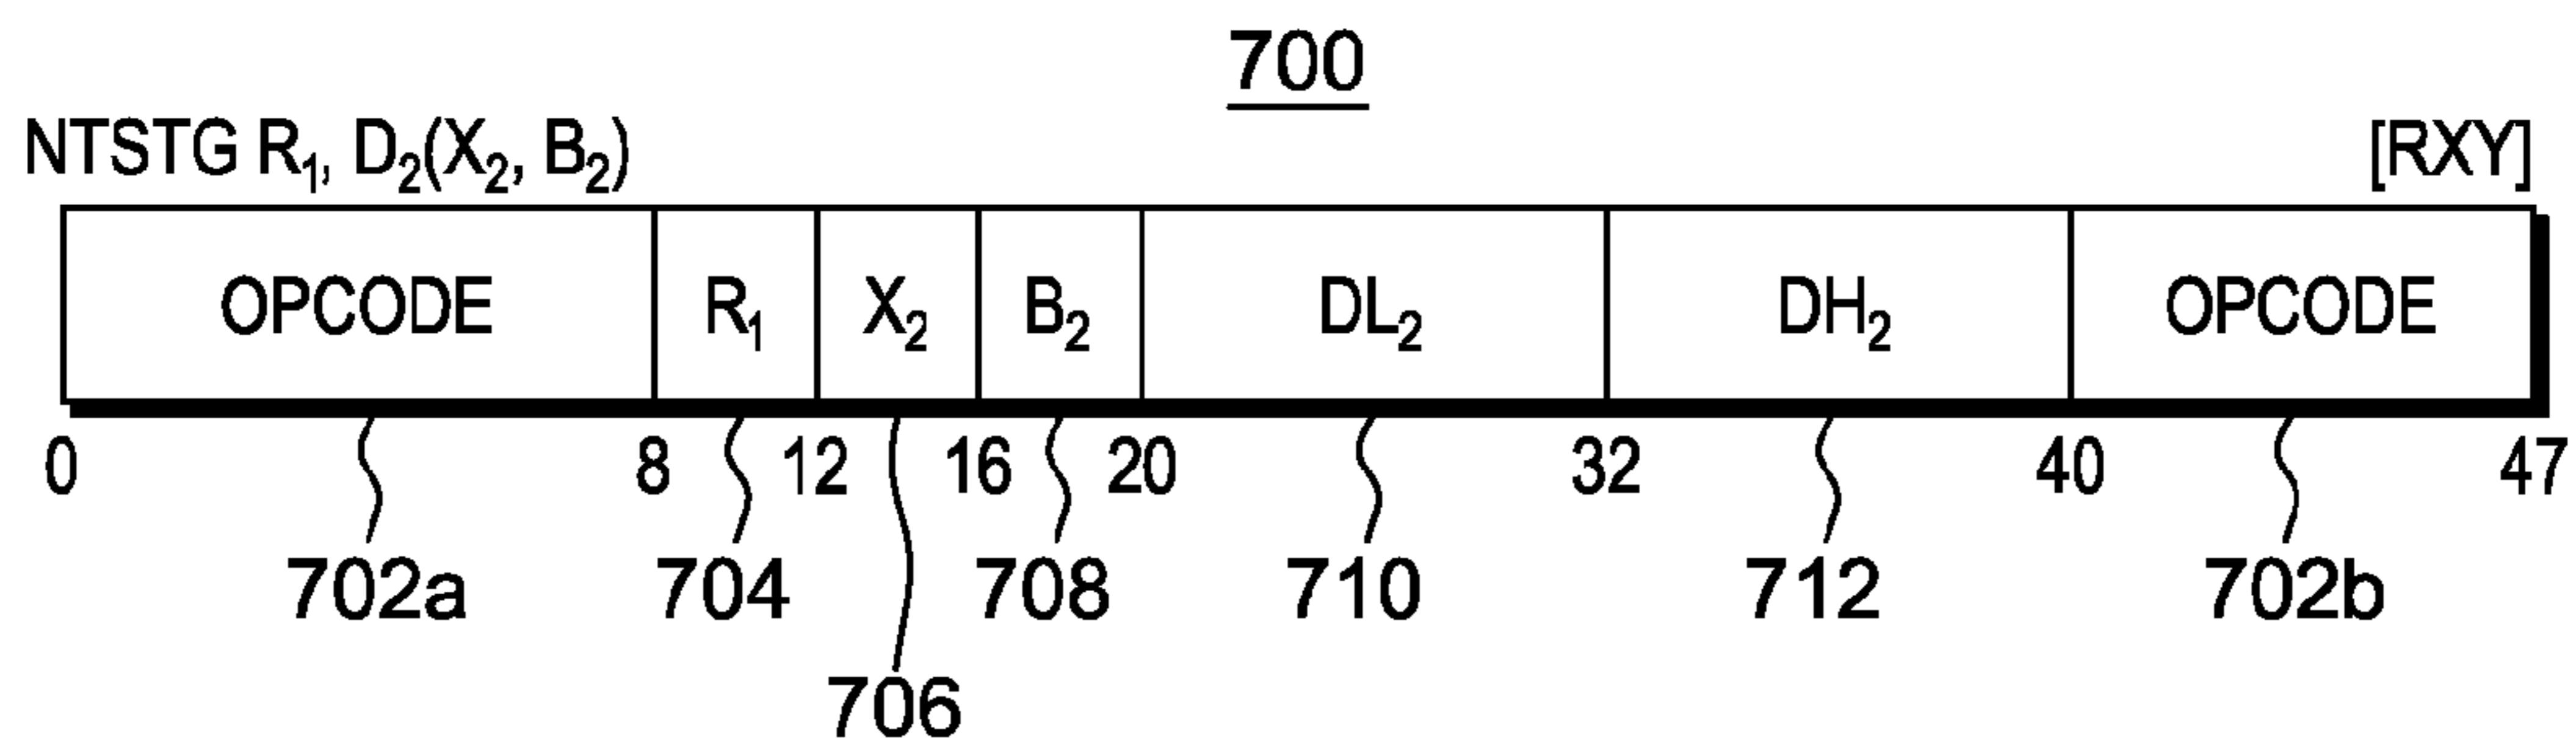 700
NTSTG R₁, D₂(X₂, B₂) [RXY]
OPCODE R₁ X₂ B₂ DL₂ DH₂ OPCODE
0 8 12 16 20 32 40 47
702a 704 708 710 712 702b
706